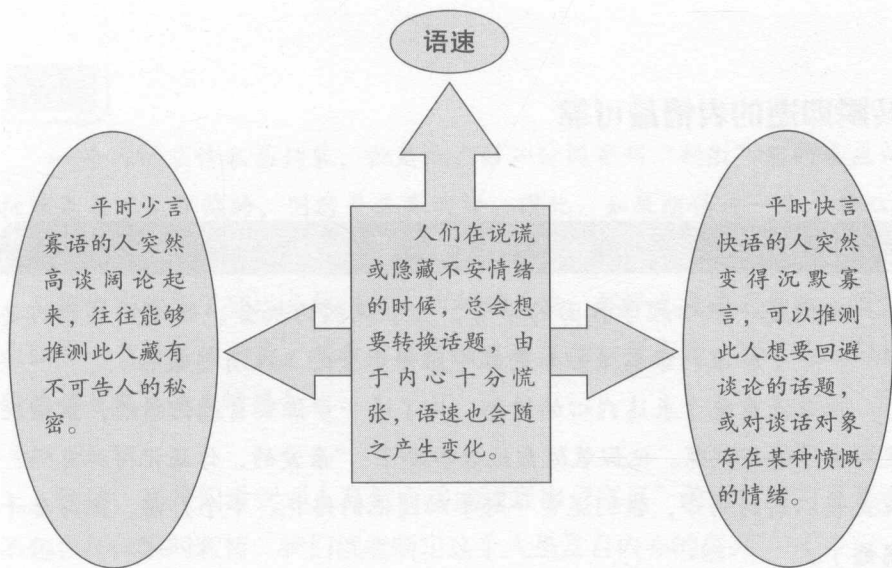 语速
平时少言
寡语的人突然
高谈阔论起
来，往往能够
推测此人藏有
不可告人的秘
密。
人们在说谎
或隐藏不安情绪
的时候，总会想
要转换话题，由
于内心十分慌
张，语速也会随
之产生变化。
平时快言
快语的人突然
变得沉默寡
言，可以推测
此人想要回避
谈论的话题，
或对谈话对象
存在某种愤慨
的情绪。